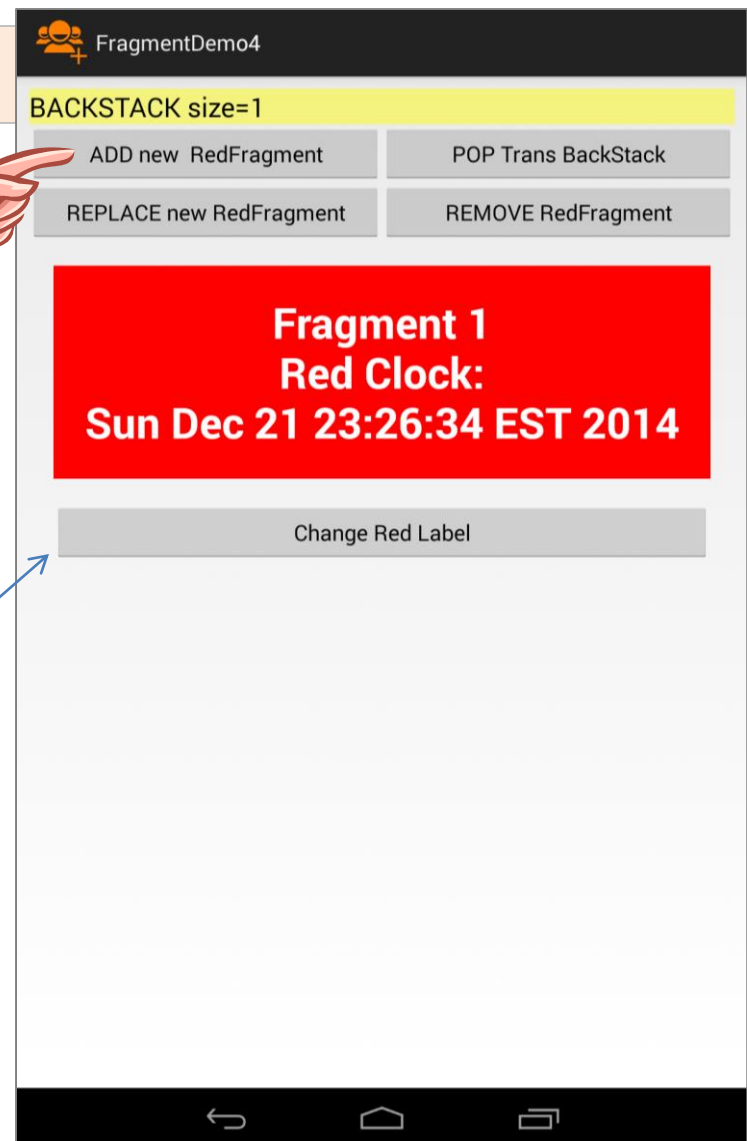 FragmentDemo4
BACKSTACK size=1
ADD new  RedFragment
POP Trans BackStack
REPLACE new RedFragment
REMOVE RedFragment
Fragment 1
Red Clock:
Sun Dec 21 23:26:34 EST 2014
Change Red Label